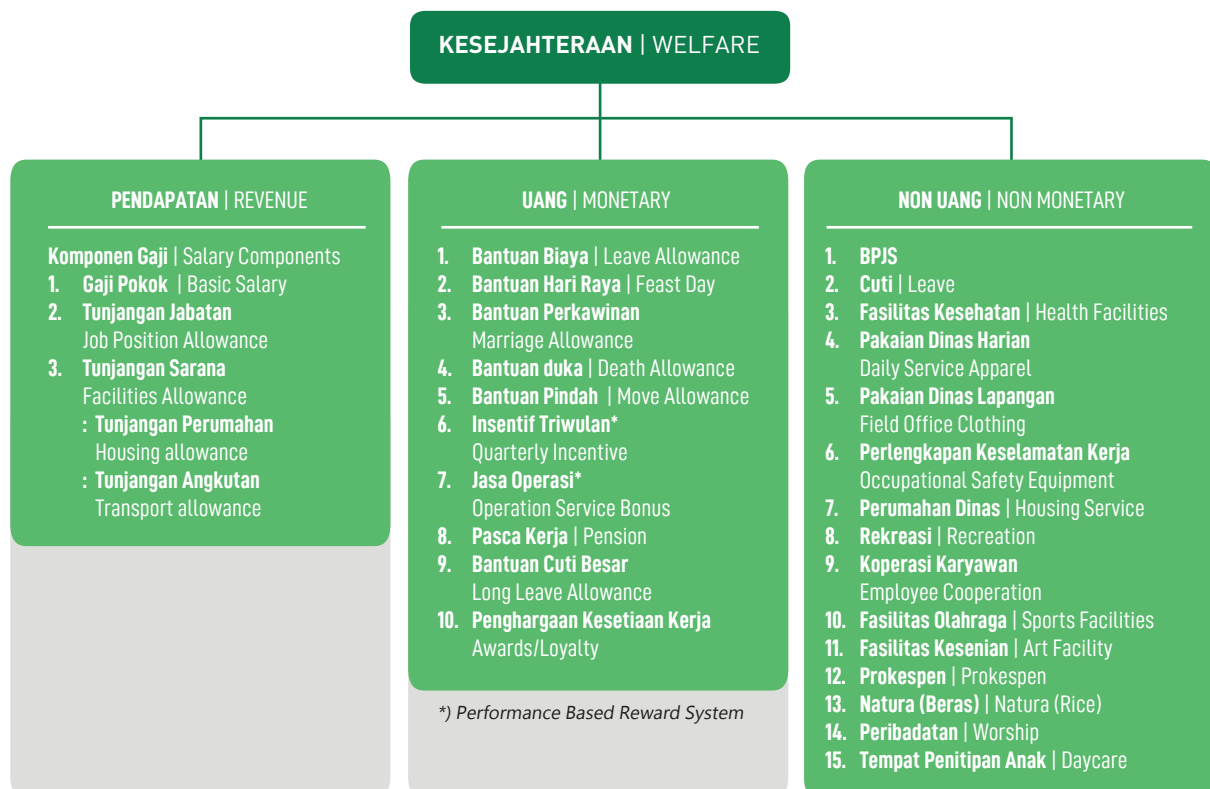 KESEJAHTERAAN | WELFARE
PENDAPATAN | REVENUE
Komponen Gaji | Salary Components
1. Gaji Pokok | Basic Salary
2. Tunjangan Jabatan
Job Position Allowance
3. Tunjangan Sarana
Facilities Allowance
: Tunjangan Perumahan
Housing allowance
: Tunjangan Angkutan
Transport allowance
UANG | MONETARY
1. Bantuan Biaya | Leave Allowance
2. Bantuan Hari Raya | Feast Day
3. Bantuan Perkawinan
Marriage Allowance
4. Bantuan duka | Death Allowance
5. Bantuan Pindah | Move Allowance
6. Insentif Triwulan*
Quarterly Incentive
7. Jasa Operasi*
Operation Service Bonus
8. Pasca Kerja | Pension
9. Bantuan Cuti Besar
Long Leave Allowance
10. Penghargaan Kesetiaan Kerja
Awards/Loyalty
*) Performance Based Reward System
NON UANG | NON MONETARY
1. BPJS
2. Cuti | Leave
3. Fasilitas Kesehatan | Health Facilities
4. Pakaian Dinas Harian
Daily Service Apparel
5. Pakaian Dinas Lapangan
Field Office Clothing
6. Perlengkapan Keselamatan Kerja
Occupational Safety Equipment
7. Perumahan Dinas | Housing Service
8. Rekreasi | Recreation
9. Koperasi Karyawan
Employee Cooperation
10. Fasilitas Olahraga | Sports Facilities
11. Fasilitas Kesenian | Art Facility
12. Prokespen | Prokespen
13. Natura (Beras) | Natura (Rice)
14. Peribadatan | Worship
15. Tempat Penitipan Anak | Daycare